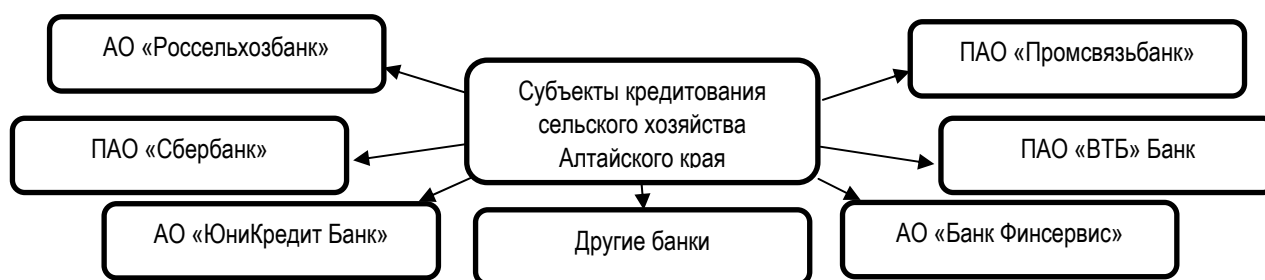 АО «Россельхозбанк»
ПАО «Промсвязьбанк»
Субъекты кредитования
сельского хозяйства
Алтайского края
ПАО «Сбербанк»
ПАО «ВТБ» Банк
АО «ЮниКредит Банк»
Другие банки
АО «Банк Финсервис»